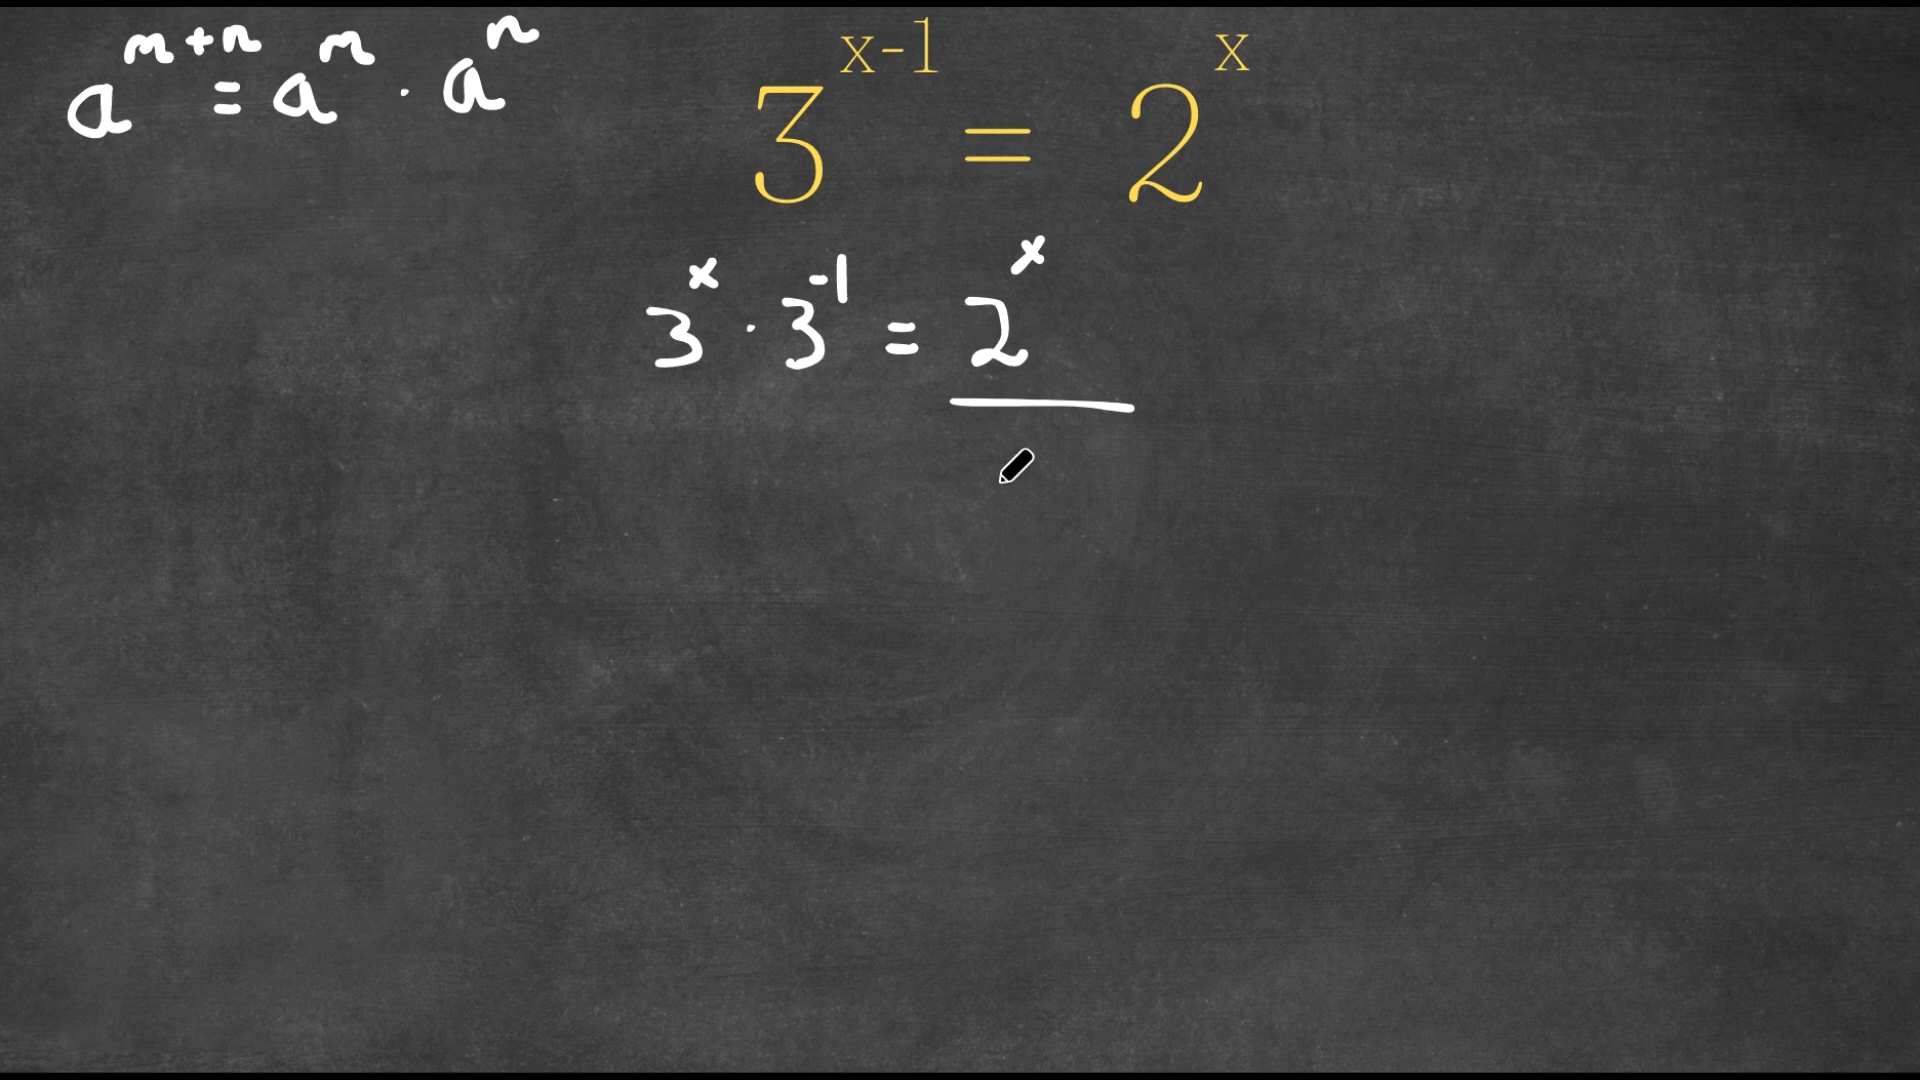 a^{m+n} = a^m · a^n
3^{x-1} = 2^x
3^x · 3^{-1} = 2^x